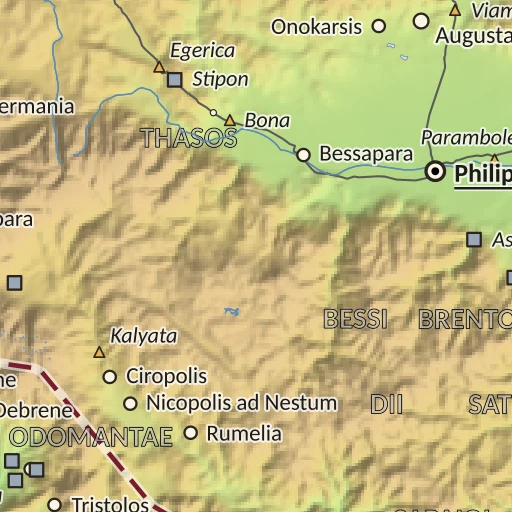 Viam
Onokarsis
Augusta
Egerica
Stipon
ermania
Bona
THASOS
Parambole
Bessapara
Philip
para
As
BESSI
BRENTO
Kalyata
ne
Ciropolis
Debrene
Nicopolis ad Nestum
DII
SAT
ODOMANTAE
Rumelia
Tristolos